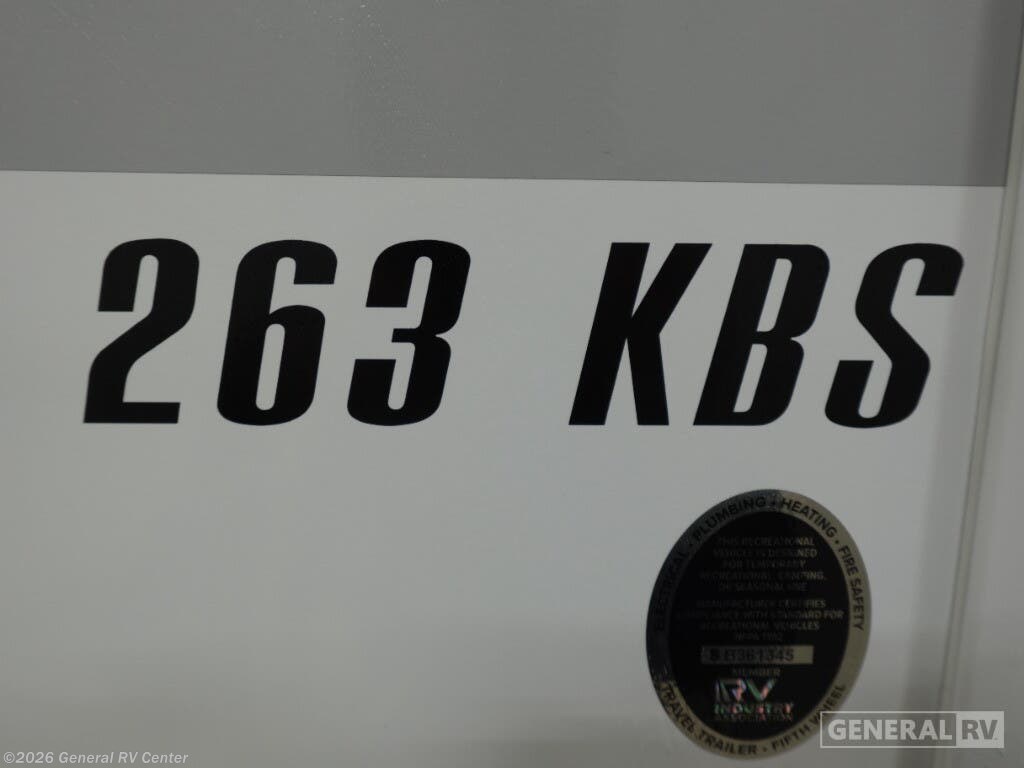 263 KBS
ELECTRICAL • PLUMBING • HEATING • FIRE SAFETY
THIS RECREATIONAL
VEHICLE IS DESIGNED
FOR TEMPORARY
RECREATIONAL, CAMPING,
OR SEASONAL USE
MANUFACTURER CERTIFIES
COMPLIANCE WITH STANDARD FOR
RECREATIONAL VEHICLES
NFPA 1192
MEMBER
RV
INDUSTRY
ASSOCIATION
TRAVEL TRAILER • FIFTH WHEEL
GENERAL RV
©2026 General RV Center